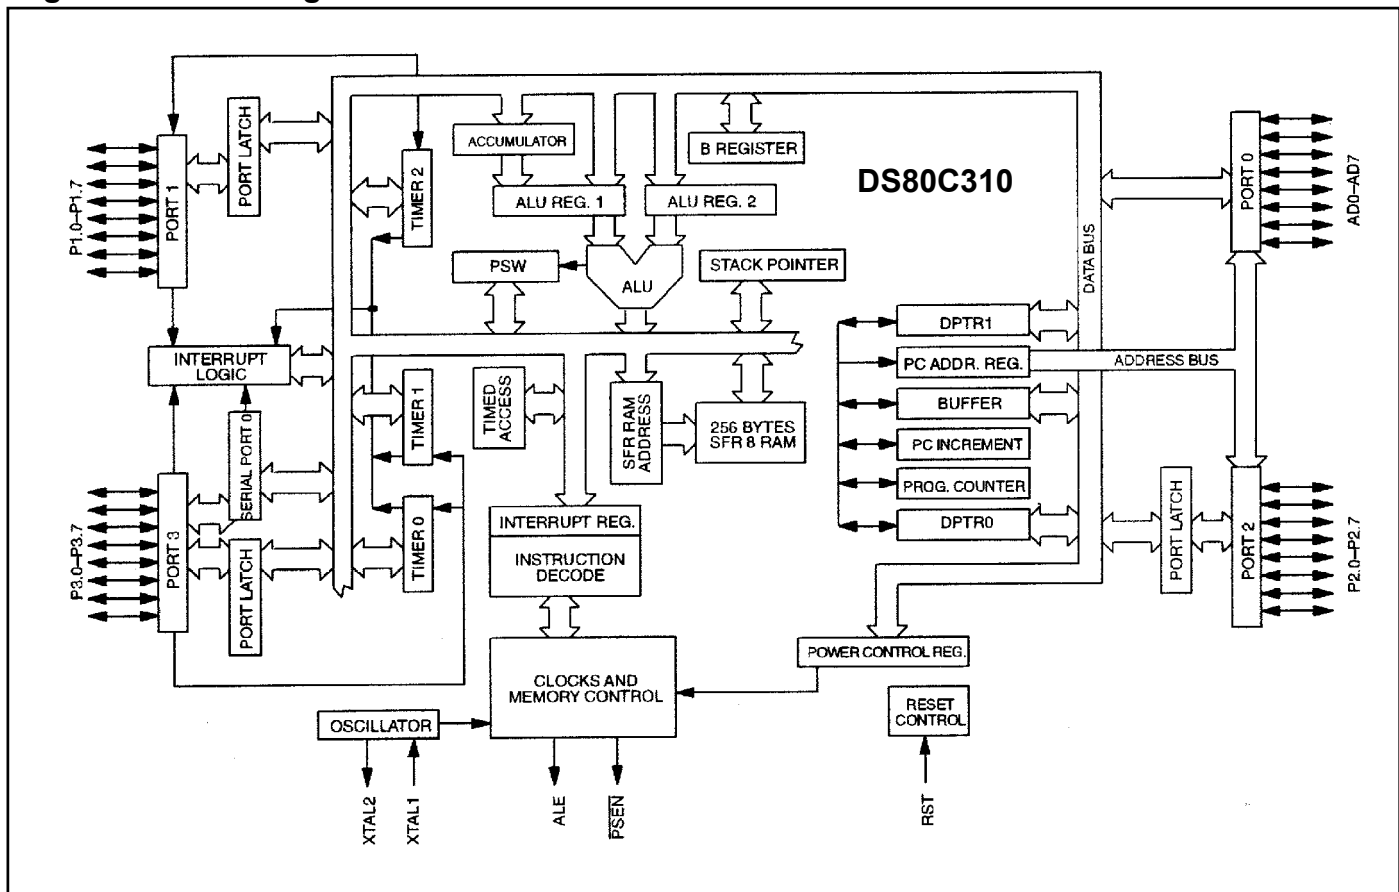 PORT LATCH
ACCUMULATOR
B REGISTER
PORT 0
P1.0–P1.7
PORT 1
TIMER 2
ALU REG. 1
ALU REG. 2
DS80C310
AD0–AD7
DATA BUS
PSW
ALU
STACK POINTER
DPTR1
INTERRUPT
LOGIC
PC ADDR. REG.
ADDRESS BUS
TIMER 1
TIMED
ACCESS
SFR RAM
ADDRESS
256 BYTES
SFR 8 RAM
BUFFER
PC INCREMENT
SERIAL PORT 0
PROG. COUNTER
P3.0–P3.7
PORT 3
TIMER 0
INTERRUPT REG.
DPTR0
PORT LATCH
PORT 2
P2.0–P2.7
PORT LATCH
INSTRUCTION
DECODE
POWER CONTROL REG.
CLOCKS AND
MEMORY CONTROL
OSCILLATOR
RESET
CONTROL
XTAL2
XTAL1
ALE
PSEN
RST